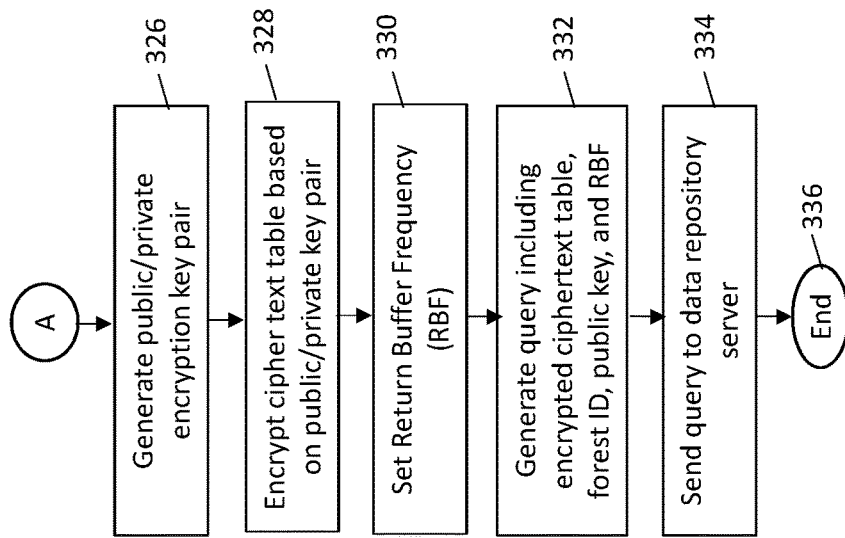 A
Generate public/private
encryption key pair
326
Encrypt cipher text table based
on public/private key pair
328
Set Return Buffer Frequency
(RBF)
330
Generate query including
encrypted ciphertext table,
forest ID, public key, and RBF
332
Send query to data repository
server
334
End
336